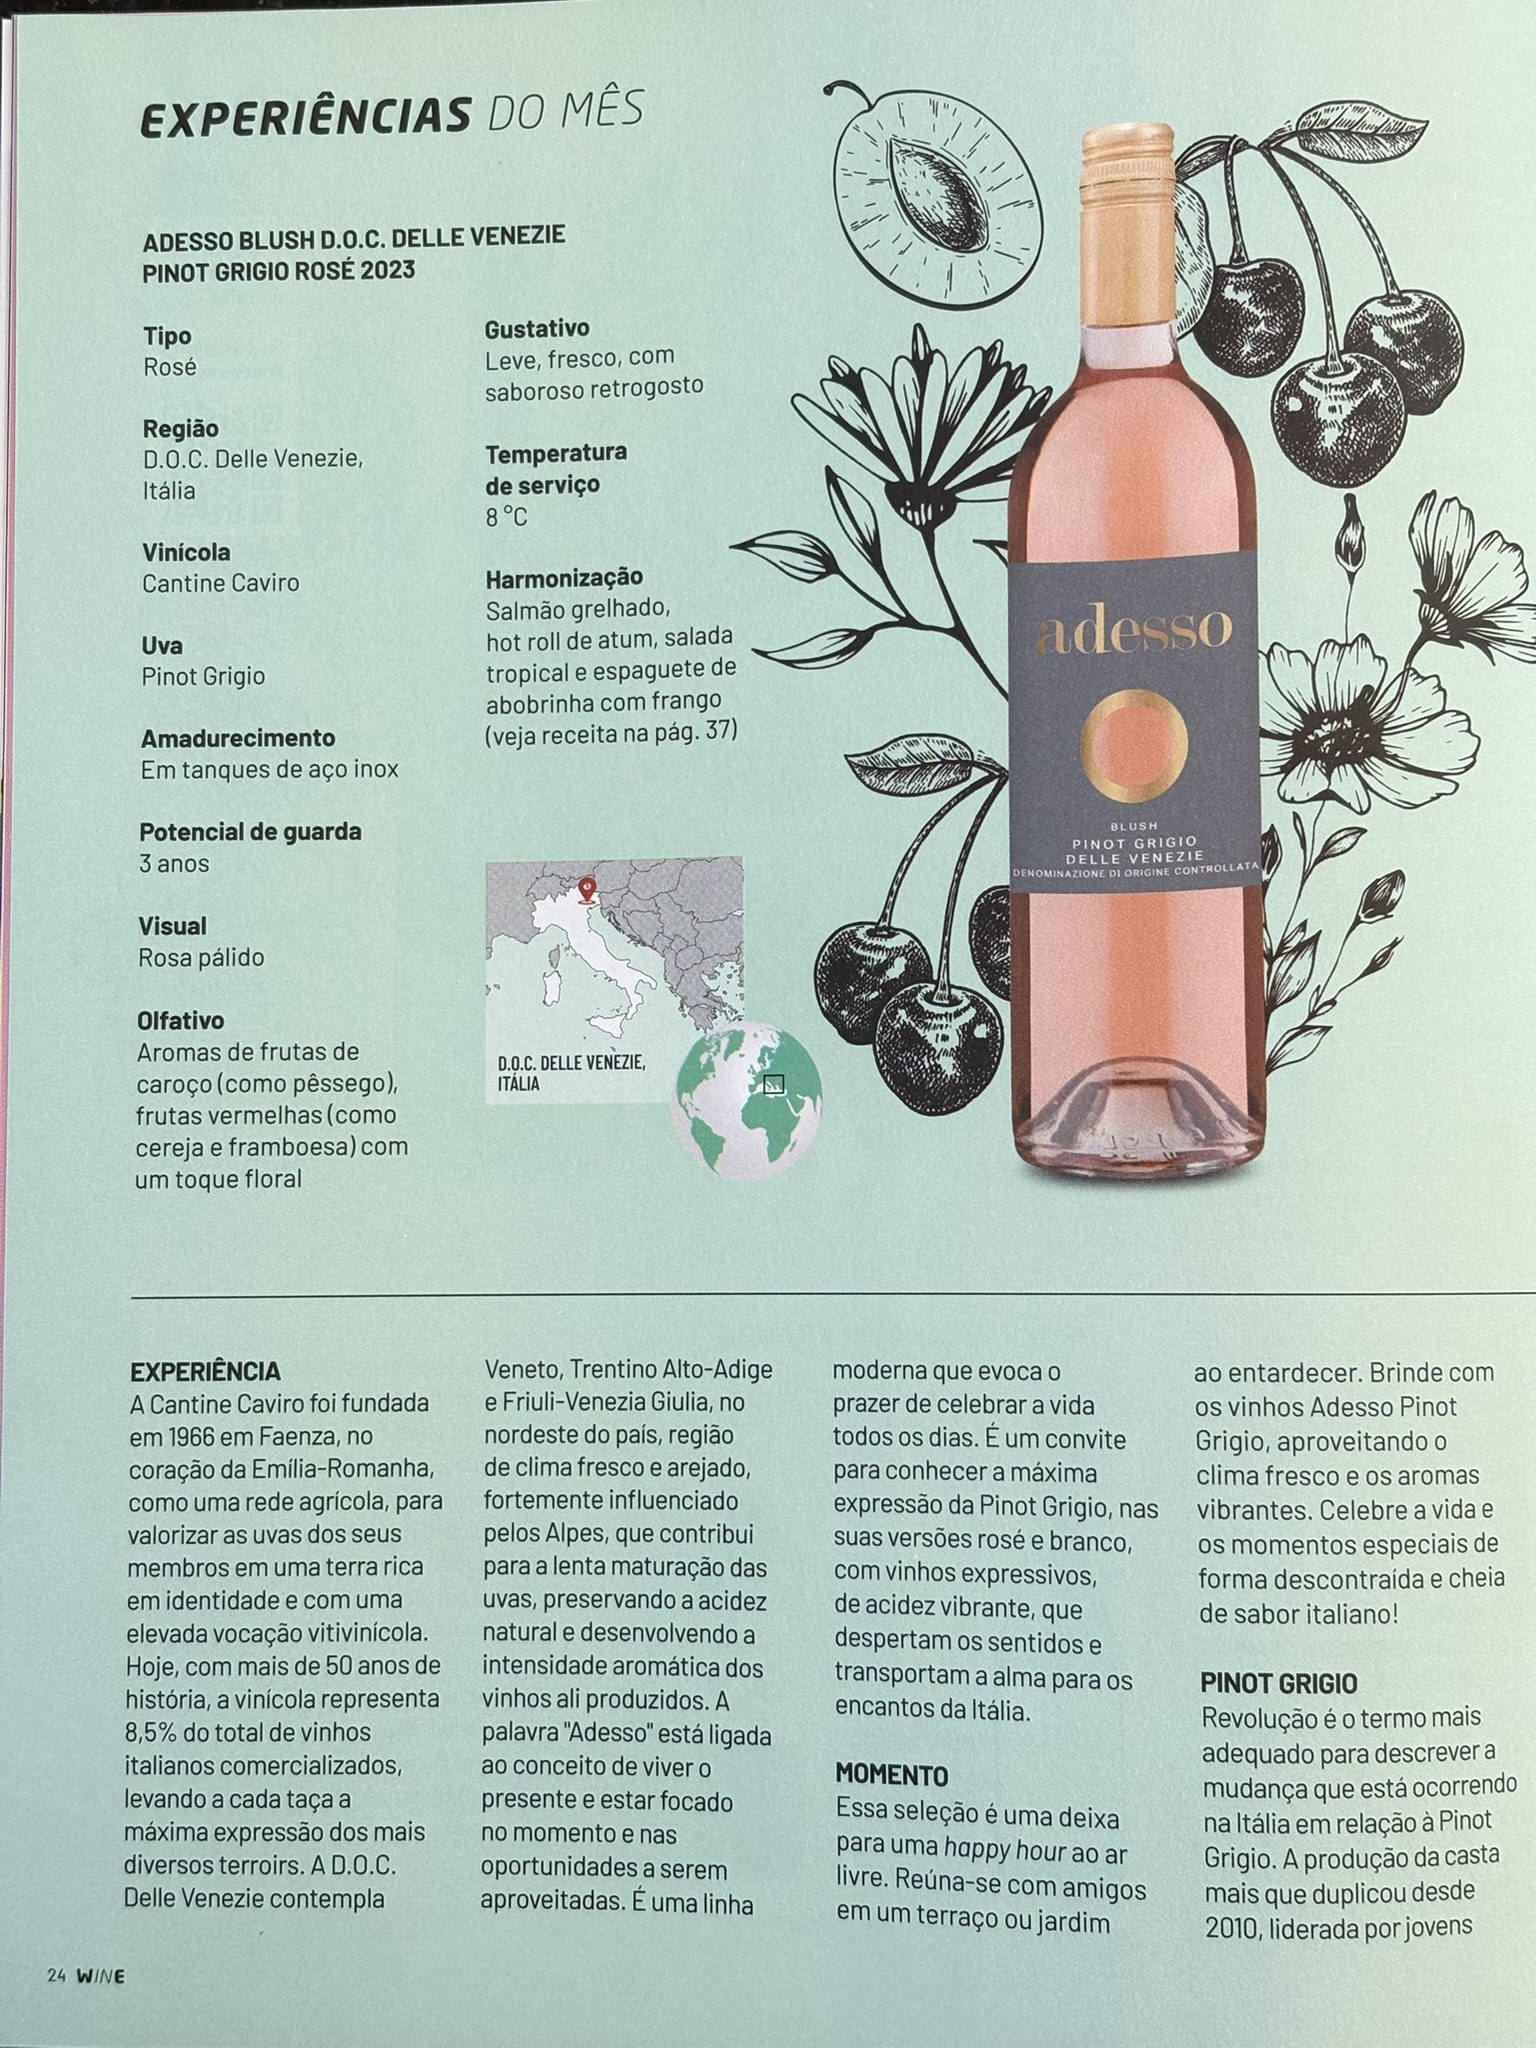 EXPERIÊNCIAS DO MÊS
ADESSO BLUSH D.O.C. DELLE VENEZIE
PINOT GRIGIO ROSÉ 2023
Tipo
Rosé
Região
D.O.C. Delle Venezie,
Itália
Vinícola
Cantine Caviro
Uva
Pinot Grigio
Amadurecimento
Em tanques de aço inox
Potencial de guarda
3 anos
Visual
Rosa pálido
Olfativo
Aromas de frutas de
caroço (como pêssego),
frutas vermelhas (como
cereja e framboesa) com
um toque floral
Gustativo
Leve, fresco, com
saboroso retrogosto
Temperatura
de serviço
8 °C
Harmonização
Salmão grelhado,
hot roll de atum, salada
tropical e espaguete de
abobrinha com frango
(veja receita na pág. 37)
D.O.C. DELLE VENEZIE,
ITÁLIA
adesso
BLUSH
PINOT GRIGIO
DELLE VENEZIE
DENOMINAZIONE DI ORIGINE CONTROLLATA
EXPERIÊNCIA
A Cantine Caviro foi fundada
em 1966 em Faenza, no
coração da Emília-Romanha,
como uma rede agrícola, para
valorizar as uvas dos seus
membros em uma terra rica
em identidade e com uma
elevada vocação vitivinícola.
Hoje, com mais de 50 anos de
história, a vinícola representa
8,5% do total de vinhos
italianos comercializados,
levando a cada taça a
máxima expressão dos mais
diversos terroirs. A D.O.C.
Delle Venezie contempla
Veneto, Trentino Alto-Adige
e Friuli-Venezia Giulia, no
nordeste do país, região
de clima fresco e arejado,
fortemente influenciado
pelos Alpes, que contribui
para a lenta maturação das
uvas, preservando a acidez
natural e desenvolvendo a
intensidade aromática dos
vinhos ali produzidos. A
palavra "Adesso" está ligada
ao conceito de viver o
presente e estar focado
no momento e nas
oportunidades a serem
aproveitadas. É uma linha
moderna que evoca o
prazer de celebrar a vida
todos os dias. É um convite
para conhecer a máxima
expressão da Pinot Grigio, nas
suas versões rosé e branco,
com vinhos expressivos,
de acidez vibrante, que
despertam os sentidos e
transportam a alma para os
encantos da Itália.
MOMENTO
Essa seleção é uma deixa
para uma happy hour ao ar
livre. Reúna-se com amigos
em um terraço ou jardim
ao entardecer. Brinde com
os vinhos Adesso Pinot
Grigio, aproveitando o
clima fresco e os aromas
vibrantes. Celebre a vida e
os momentos especiais de
forma descontraída e cheia
de sabor italiano!
PINOT GRIGIO
Revolução é o termo mais
adequado para descrever a
mudança que está ocorrendo
na Itália em relação à Pinot
Grigio. A produção da casta
mais que duplicou desde
2010, liderada por jovens
24 WINE